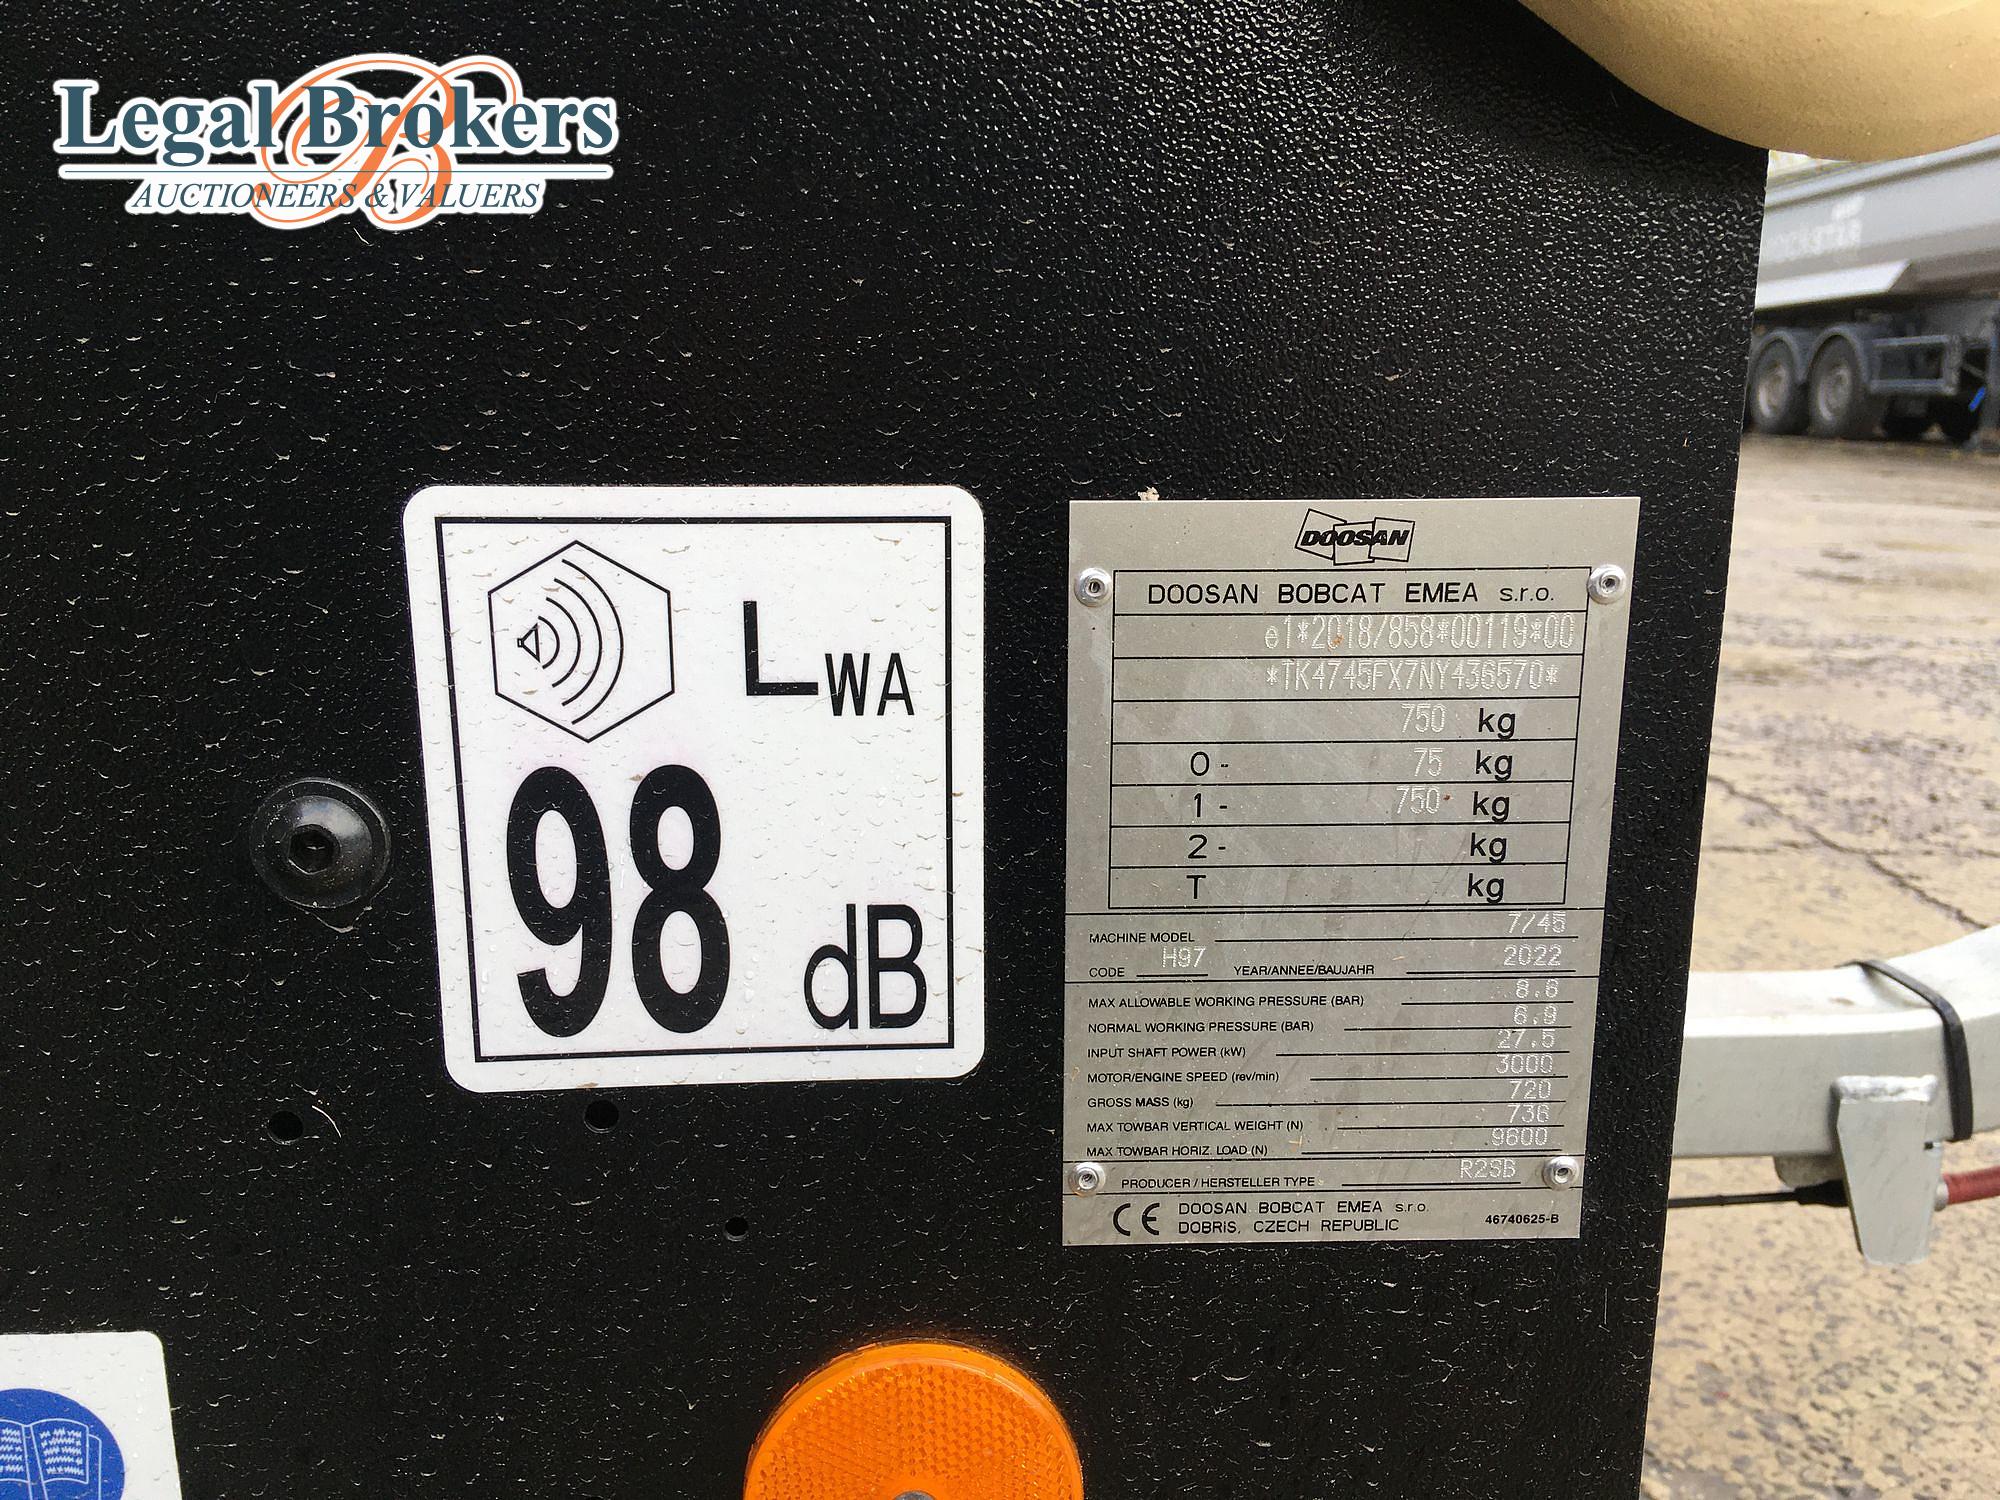 Legal Brokers
AUCTIONEERS & VALUERS
LWA
98 dB
DOOSAN
DOOSAN BOBCAT EMEA s.r.o.
e1*2018/858*00119*00
*TK4745FX7NY436570*
750 kg
0- 75 kg
1- 750 kg
2- kg
T kg
MACHINE MODEL 7/45
CODE H97 YEAR/ANNEE/BAUJAHR 2022
MAX ALLOWABLE WORKING PRESSURE (BAR) 8.6
NORMAL WORKING PRESSURE (BAR) 6.9
INPUT SHAFT POWER (kW) 27.5
MOTOR/ENGINE SPEED (rev/min) 3000
GROSS MASS (kg) 720
MAX TOWBAR VERTICAL WEIGHT (N) 736
MAX TOWBAR HORIZ. LOAD (N) 9600
PRODUCER / HERSTELLER TYPE R2SB
CE DOOSAN BOBCAT EMEA s.r.o.
DOBRIS, CZECH REPUBLIC 46740625-B